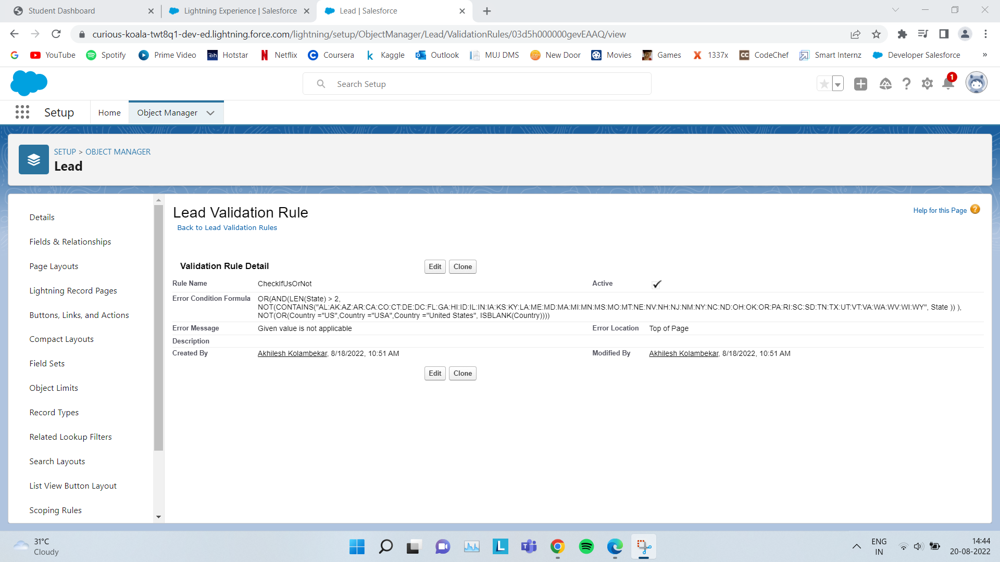 Student Dashboard
Lightning Experience | Salesforce
Lead | Salesforce
curious-koala-twt8q1-dev-ed.lightning.force.com/lightning/setup/ObjectManager/Lead/ValidationRules/03d5h000000gevEAAQ/view
G YouTube Spotify Dh Prime Video Hotstar N Netflix C Coursera k Kaggle Outlook MUJ DMS New Door Movies Games X 1337x CC CodeChef Smart Internz Developer Salesforce »
Search Setup
1
Setup
Home
Object Manager
SETUP > OBJECT MANAGER
Lead
Details
Fields & Relationships
Page Layouts
Lightning Record Pages
Buttons, Links, and Actions
Compact Layouts
Field Sets
Object Limits
Record Types
Related Lookup Filters
Search Layouts
List View Button Layout
Scoping Rules
Lead Validation Rule
Back to Lead Validation Rules
Help for this Page ?
Validation Rule Detail
Edit Clone
Rule Name CheckIfUsOrNot Active
Error Condition Formula OR(AND(LEN(State) > 2,
NOT(CONTAINS("AL:AK:AZ:AR:CA:CO:CT:DE:DC:FL:GA:HI:ID:IL:IN:IA:KS:KY:LA:ME:MD:MA:MI:MN:MS:MO:MT:NE:NV:NH:NJ:NM:NY:NC:ND:OH:OK:OR:PA:RI:SC:SD:TN:TX:UT:VT:VA:WA:WV:WI:WY", State )) ),
NOT(OR(Country ="US",Country ="USA",Country ="United States", ISBLANK(Country))))
Error Message Given value is not applicable Error Location Top of Page
Description
Created By Akhilesh Kolambekar, 8/18/2022, 10:51 AM Modified By Akhilesh Kolambekar, 8/18/2022, 10:51 AM
Edit Clone
31°C
Cloudy
L
ENG
IN
14:44
20-08-2022